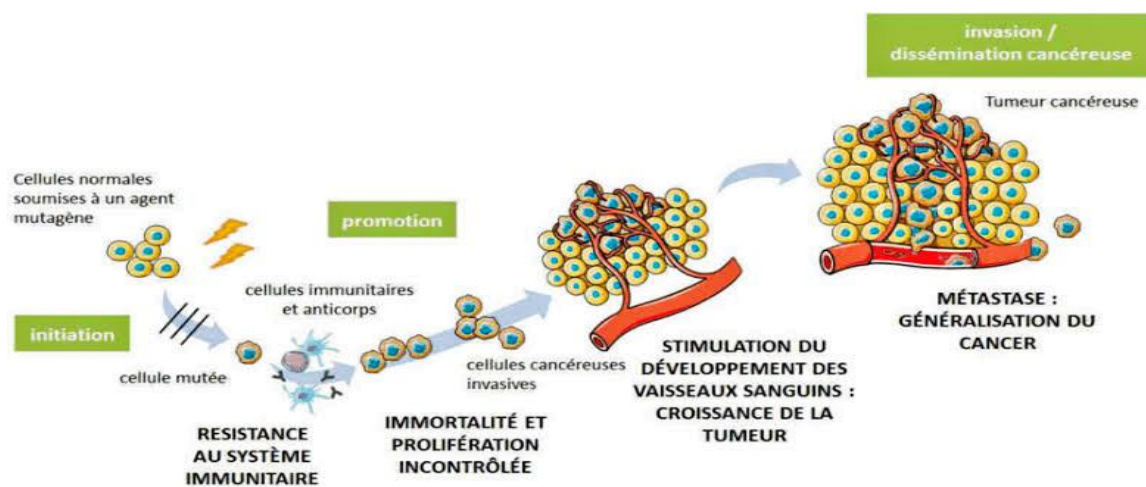 invasion /
dissémination cancéreuse
Tumeur cancéreuse
Cellules normales
soumises à un agent
mutagène
promotion
cellules immunitaires
et anticorps
initiation
cellule mutée
cellules cancéreuses
invasives
RESISTANCE
AU SYSTÈME
IMMUNITAIRE
IMMORTALITÉ ET
PROLIFÉRATION
INCONTRÔLÉE
STIMULATION DU
DÉVELOPPEMENT DES
VAISSEAUX SANGUINS :
CROISSANCE DE LA
TUMEUR
MÉTASTASE :
GÉNÉRALISATION DU
CANCER